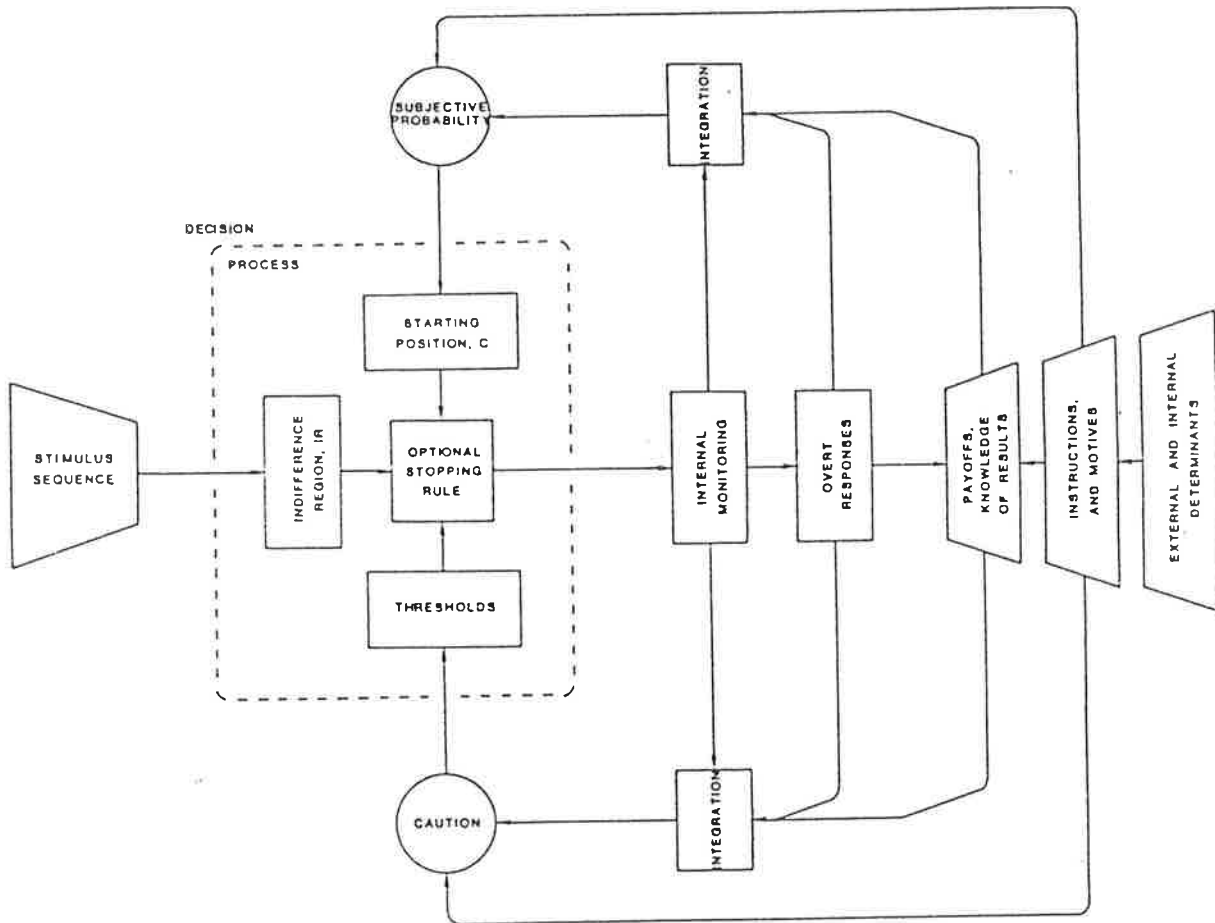 SUBJECTIVE
PROBABILITY
INTEGRATION
DECISION
PROCESS
STARTING
POSITION, C
STIMULUS
SEQUENCE
INDIFFERENCE
REGION, IR
OPTIONAL
STOPPING
RULE
INTERNAL
MONITORING
OVERT
RESPONSES
PAYOFFS,
KNOWLEDGE
OF RESULTS
INSTRUCTIONS,
AND MOTIVES
EXTERNAL AND INTERNAL
DETERMINANTS
THRESHOLDS
CAUTION
INTEGRATION